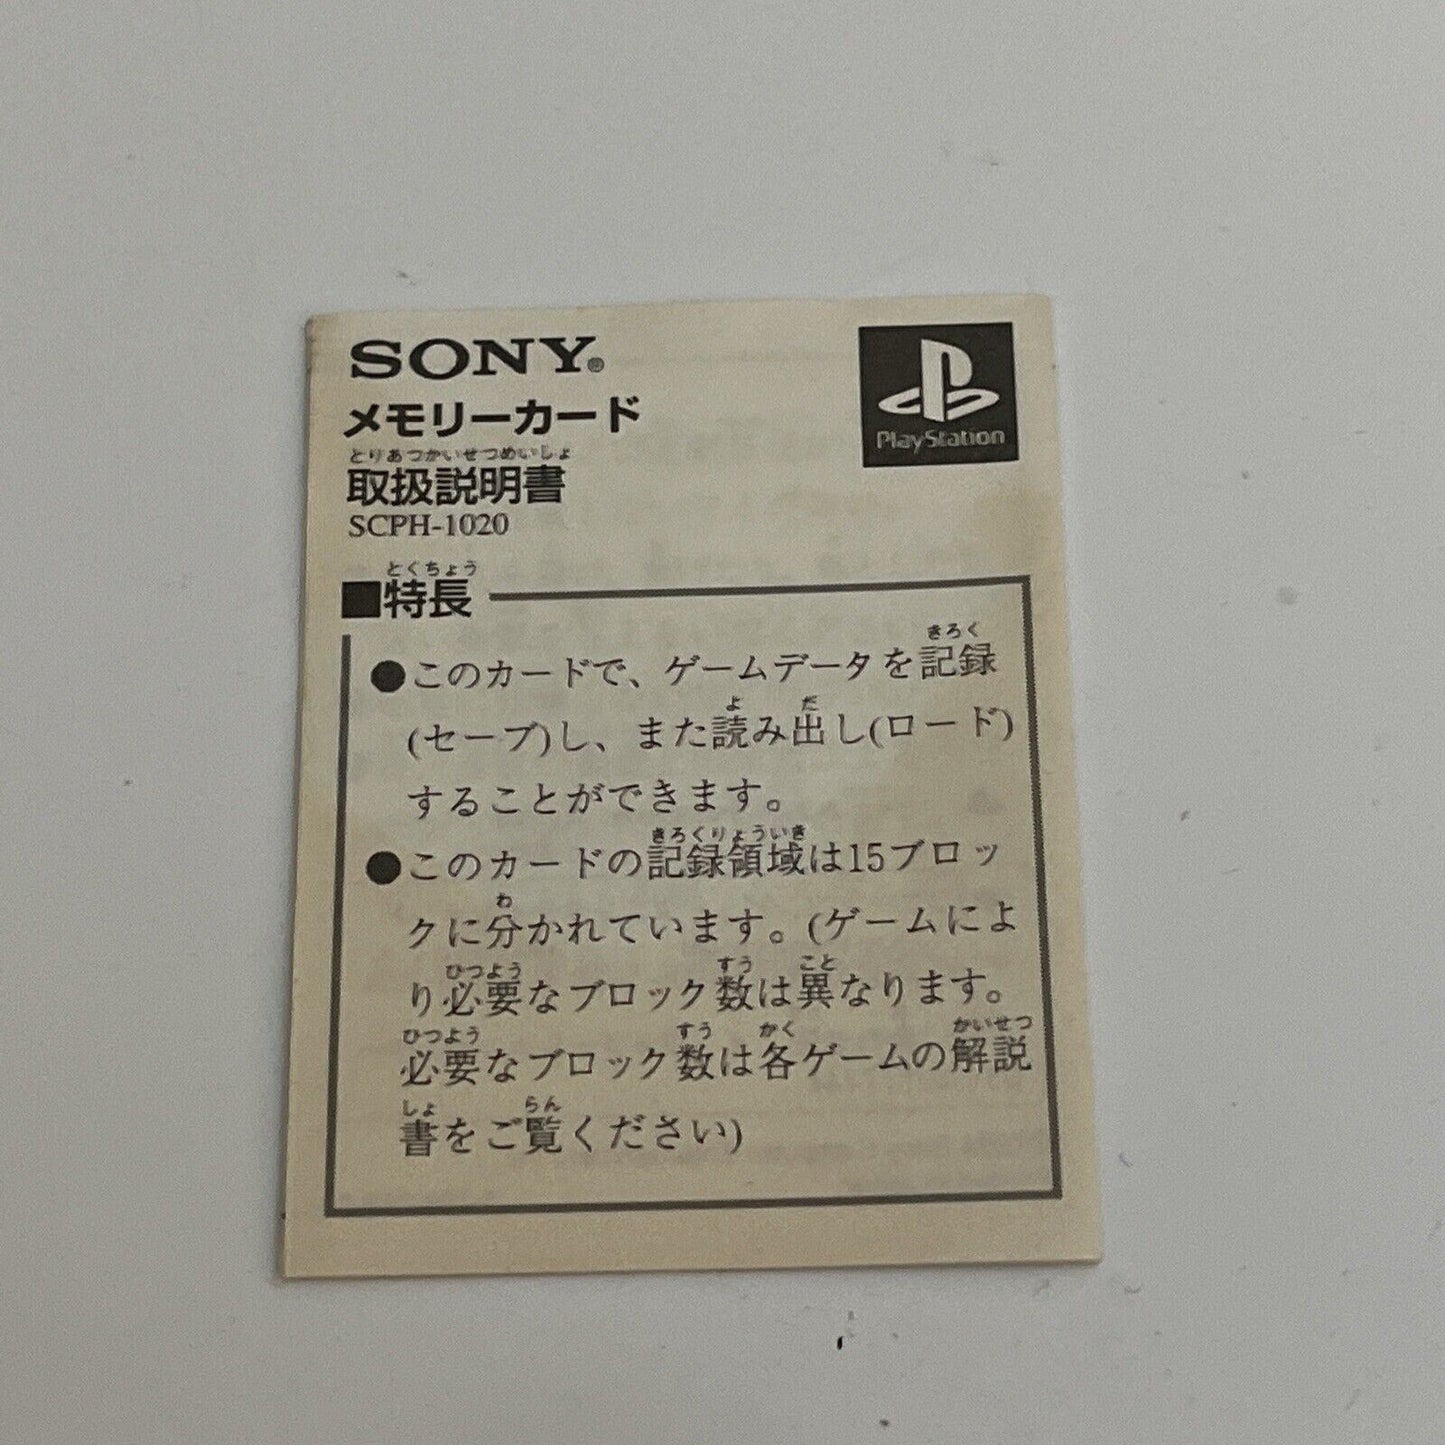 SONY®
PlayStation
メモリーカード
とりあつかいせつめいしょ
取扱説明書
SCPH-1020
とくちょう
■特長
きろく
●このカードで、ゲームデータを記録
よ だ
(セーブ)し、また読み出し(ロード)
することができます。
きろくりょういき
●このカードの記録領域は15ブロッ
わ
クに分かれています。(ゲームによ
ひつよう すう こと
り必要なブロック数は異なります。
ひつよう すう かく かいせつ
必要なブロック数は各ゲームの解説
しょ らん
書をご覧ください)